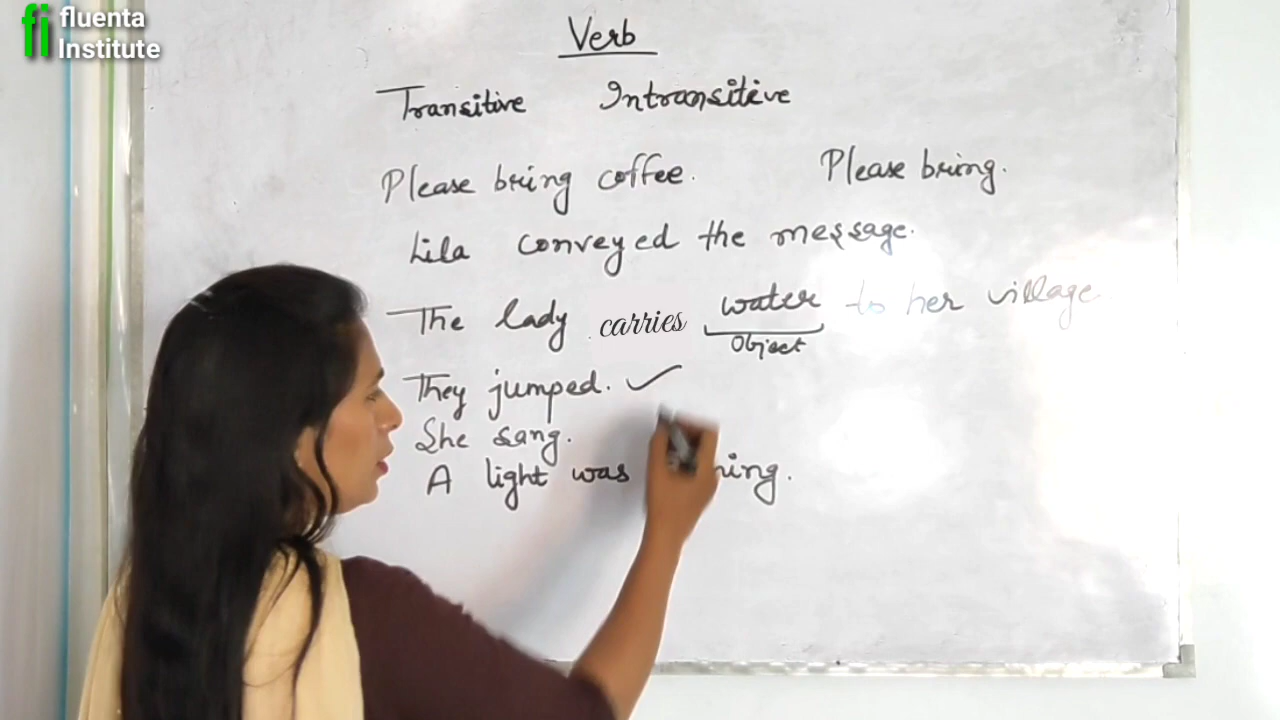 fi fluenta
Institute
Verb
Transitive Intransitive
Please bring coffee. Please bring.
Lila conveyed the message.
The lady carries water to her village
Object
They jumped. ✓
She sang.
A light was